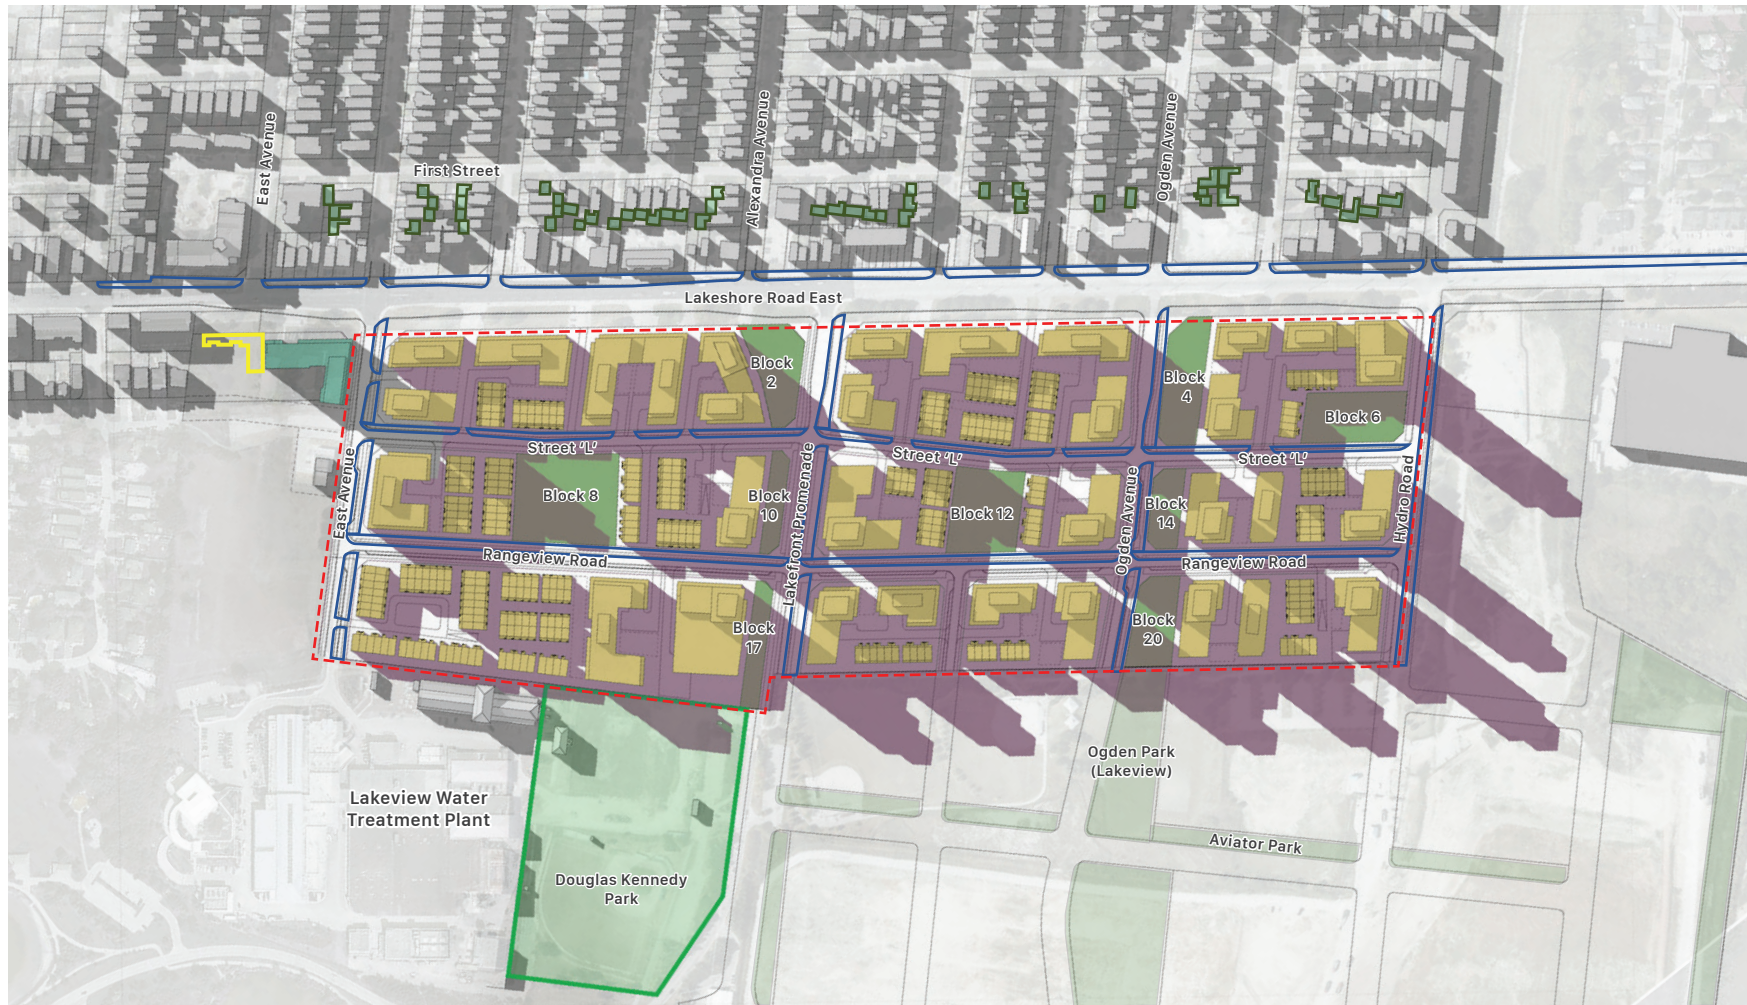 East Avenue
First Street
Alexandra Avenue
Ogden Avenue
Lakeshore Road East
Block
2
Block
4
Block 6
Street 'L'
Street 'L'
Street 'L'
East Avenue
Block 8
Block
10
Lakefront Promenade
Block 12
Ogden Avenue
Block
14
Hydro Road
Rangeview Road
Rangeview Road
Block
17
Block
20
Ogden Park
(Lakeview)
Lakeview Water
Treatment Plant
Aviator Park
Douglas Kennedy
Park